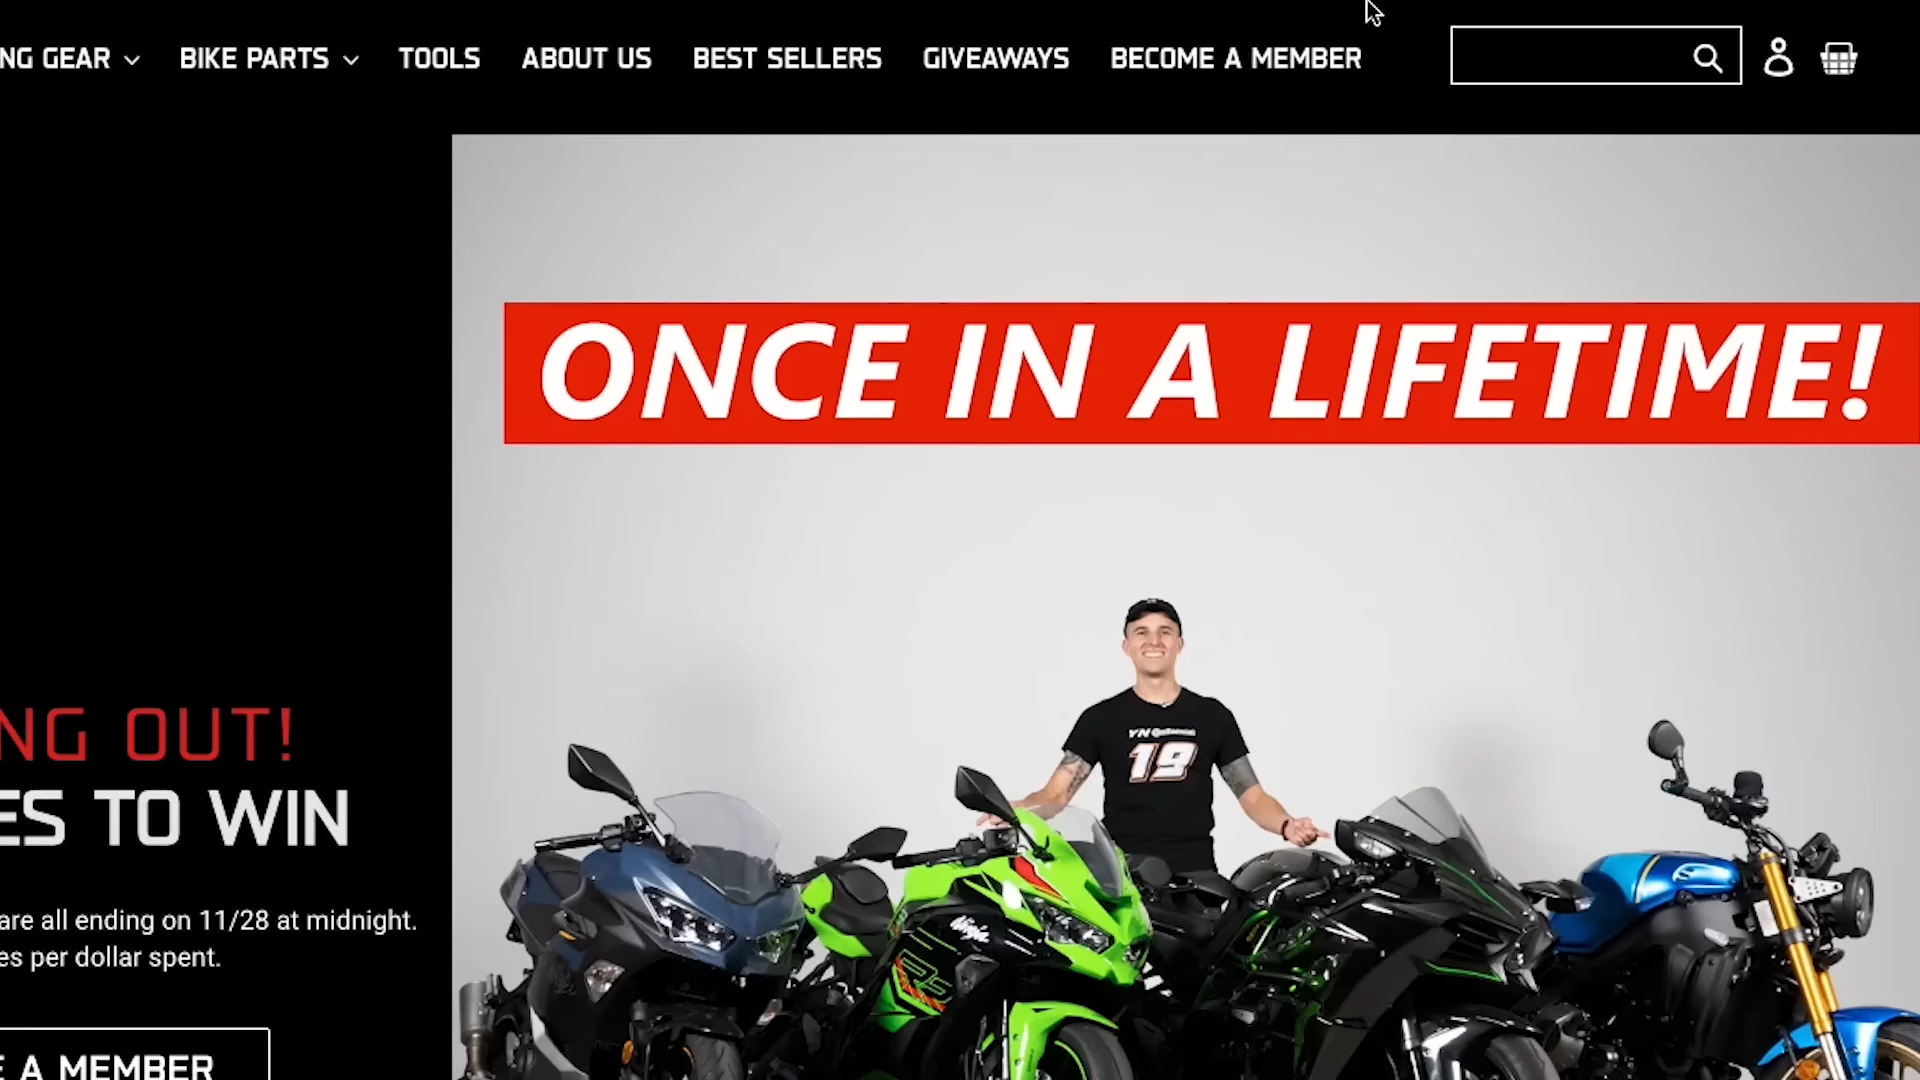 NG GEAR
BIKE PARTS
TOOLS
ABOUT US
BEST SELLERS
GIVEAWAYS
BECOME A MEMBER
ONCE IN A LIFETIME!
NG OUT!
ES TO WIN
are all ending on 11/28 at midnight.
es per dollar spent.
E A MEMBER
19
Ninja